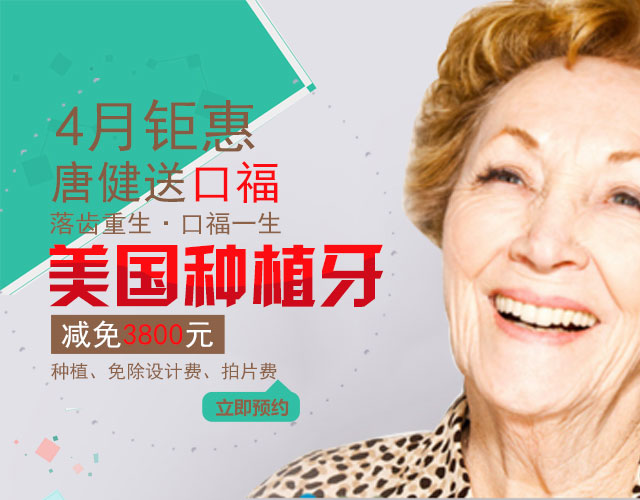 4月钜惠
唐健送口福
落齿重生·口福一生
美国种植牙
减免3800元
种植、免除设计费、拍片费
立即预约